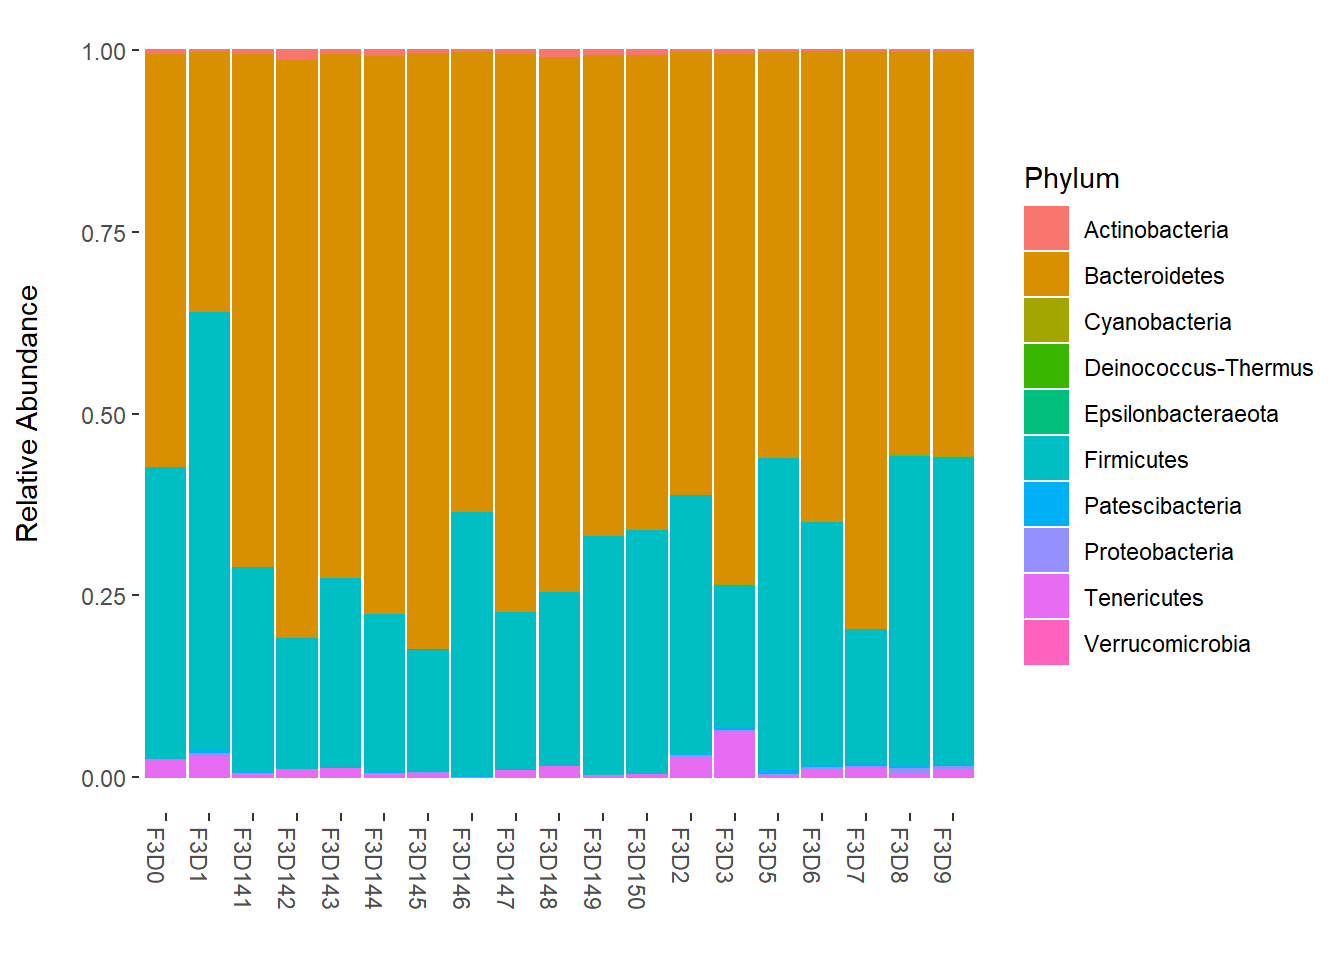 Relative Abundance
1.00
0.75
0.50
0.25
0.00
F3D0
F3D1
F3D141
F3D142
F3D143
F3D144
F3D145
F3D146
F3D147
F3D148
F3D149
F3D150
F3D2
F3D3
F3D5
F3D6
F3D7
F3D8
F3D9
Phylum
Actinobacteria
Bacteroidetes
Cyanobacteria
Deinococcus-Thermus
Epsilonbacteraeota
Firmicutes
Patescibacteria
Proteobacteria
Tenericutes
Verrucomicrobia